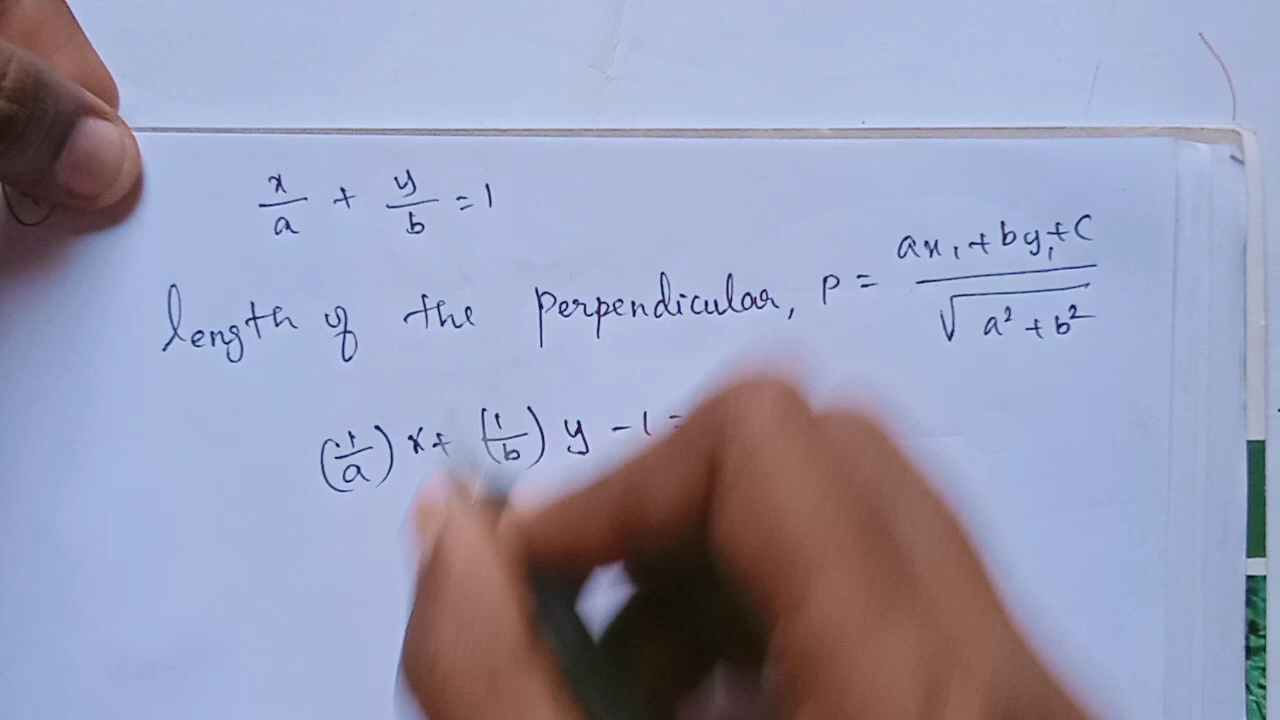 x/a + y/b = 1
length of the perpendicular, P = (ax₁ + by₁ + C)/√(a² + b²)
(1/a) x + (1/b) y - 1 =